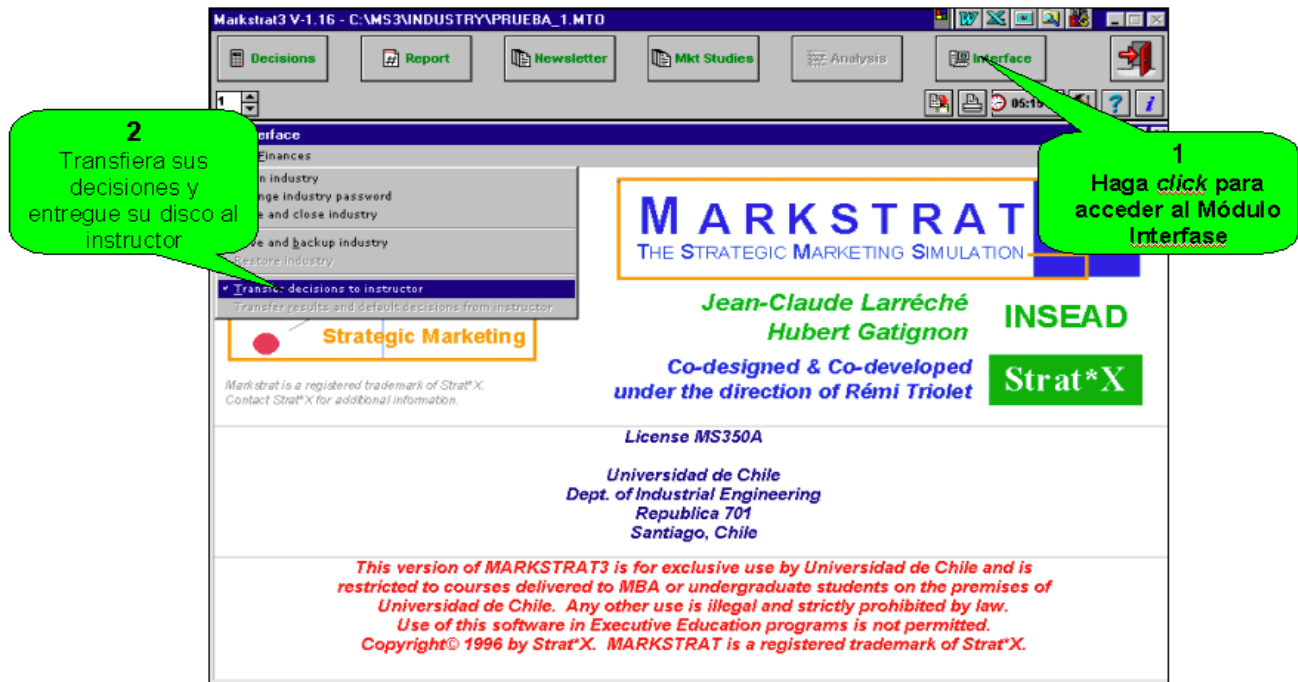 Markstrat3 V-1.16 - C:\MS3\INDUSTRY\PRUEBA_1.MTO
Decisions
Report
Newsletter
Mkt Studies
Analysis
Interface
1
2
Transfiera sus
decisiones y
entregue su disco al
instructor
1
Haga click para
acceder al Módulo
Interfase
Finances
industry
industry password
and close industry
and backup industry
Restore industry
Transfer decisions to instructor
Transfer results and default decisions from instructor
MARKSTRAT
THE STRATEGIC MARKETING SIMULATION
Strategic Marketing
Jean-Claude Larréché
Hubert Gatignon
INSEAD
Co-designed & Co-developed
under the direction of Rémi Triolet
Strat*X
Markstrat is a registered trademark of Strat*X.
Contact Strat*X for additional information.
License MS350A
Universidad de Chile
Dept. of Industrial Engineering
Republica 701
Santiago, Chile
This version of MARKSTRAT3 is for exclusive use by Universidad de Chile and is
restricted to courses delivered to MBA or undergraduate students on the premises of
Universidad de Chile. Any other use is illegal and strictly prohibited by law.
Use of this software in Executive Education programs is not permitted.
Copyright© 1996 by Strat*X. MARKSTRAT is a registered trademark of Strat*X.